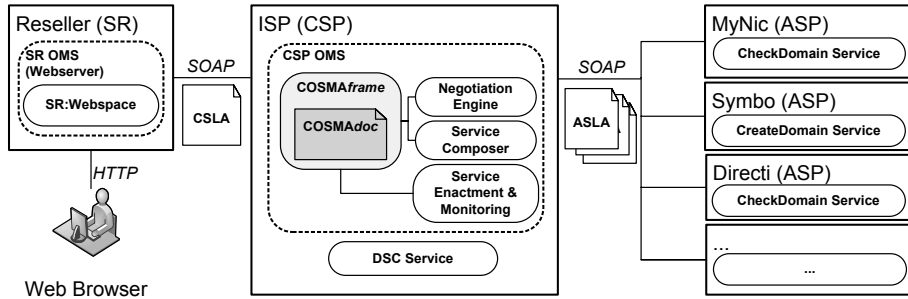 Reseller (SR)
SR OMS
(Webserver)
SR:Webspace
HTTP
Web Browser
SOAP
CSLA
ISP (CSP)
CSP OMS
COSMAframe
COSMAdoc
Negotiation
Engine
Service
Composer
Service
Enactment &
Monitoring
DSC Service
SOAP
ASLA
MyNic (ASP)
CheckDomain Service
Symbo (ASP)
CreateDomain Service
Directi (ASP)
CheckDomain Service
...
...